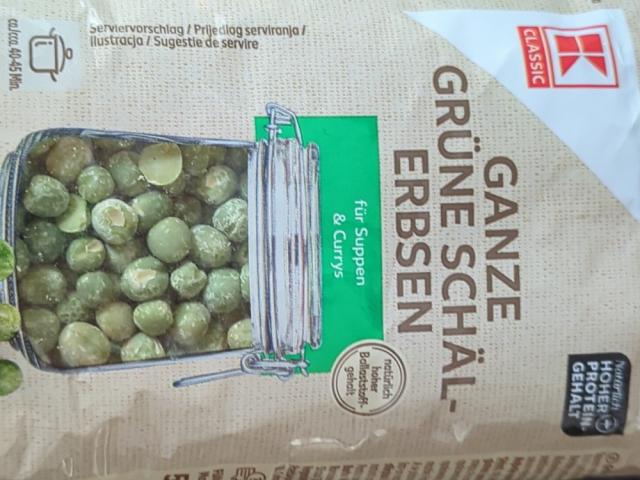 K
CLASSIC
GANZE
GRÜNE SCHÄL-
ERBSEN
für Suppen
& Currys
Natürlich
HOHER
PROTEIN-
GEHALT
natürlich
hoher
Ballaststoff-
gehalt
ca./cca. 40-45 Min.
Serviervorschlag / Prijedlog serviranja /
Ilustracja / Sugestie de servire